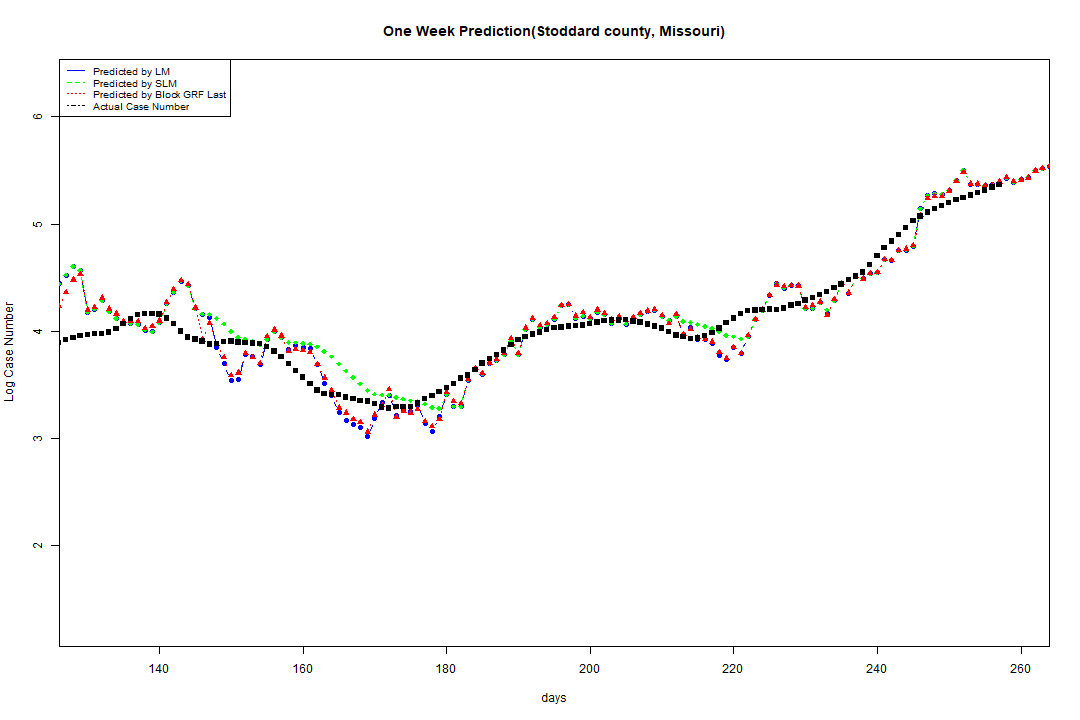 One Week Prediction(Stoddard county, Missouri)
Predicted by LM
Predicted by SLM
Predicted by Block GRF Last
Actual Case Number
6
5
4
3
2
Log Case Number
140 160 180 200 220 240 260
days